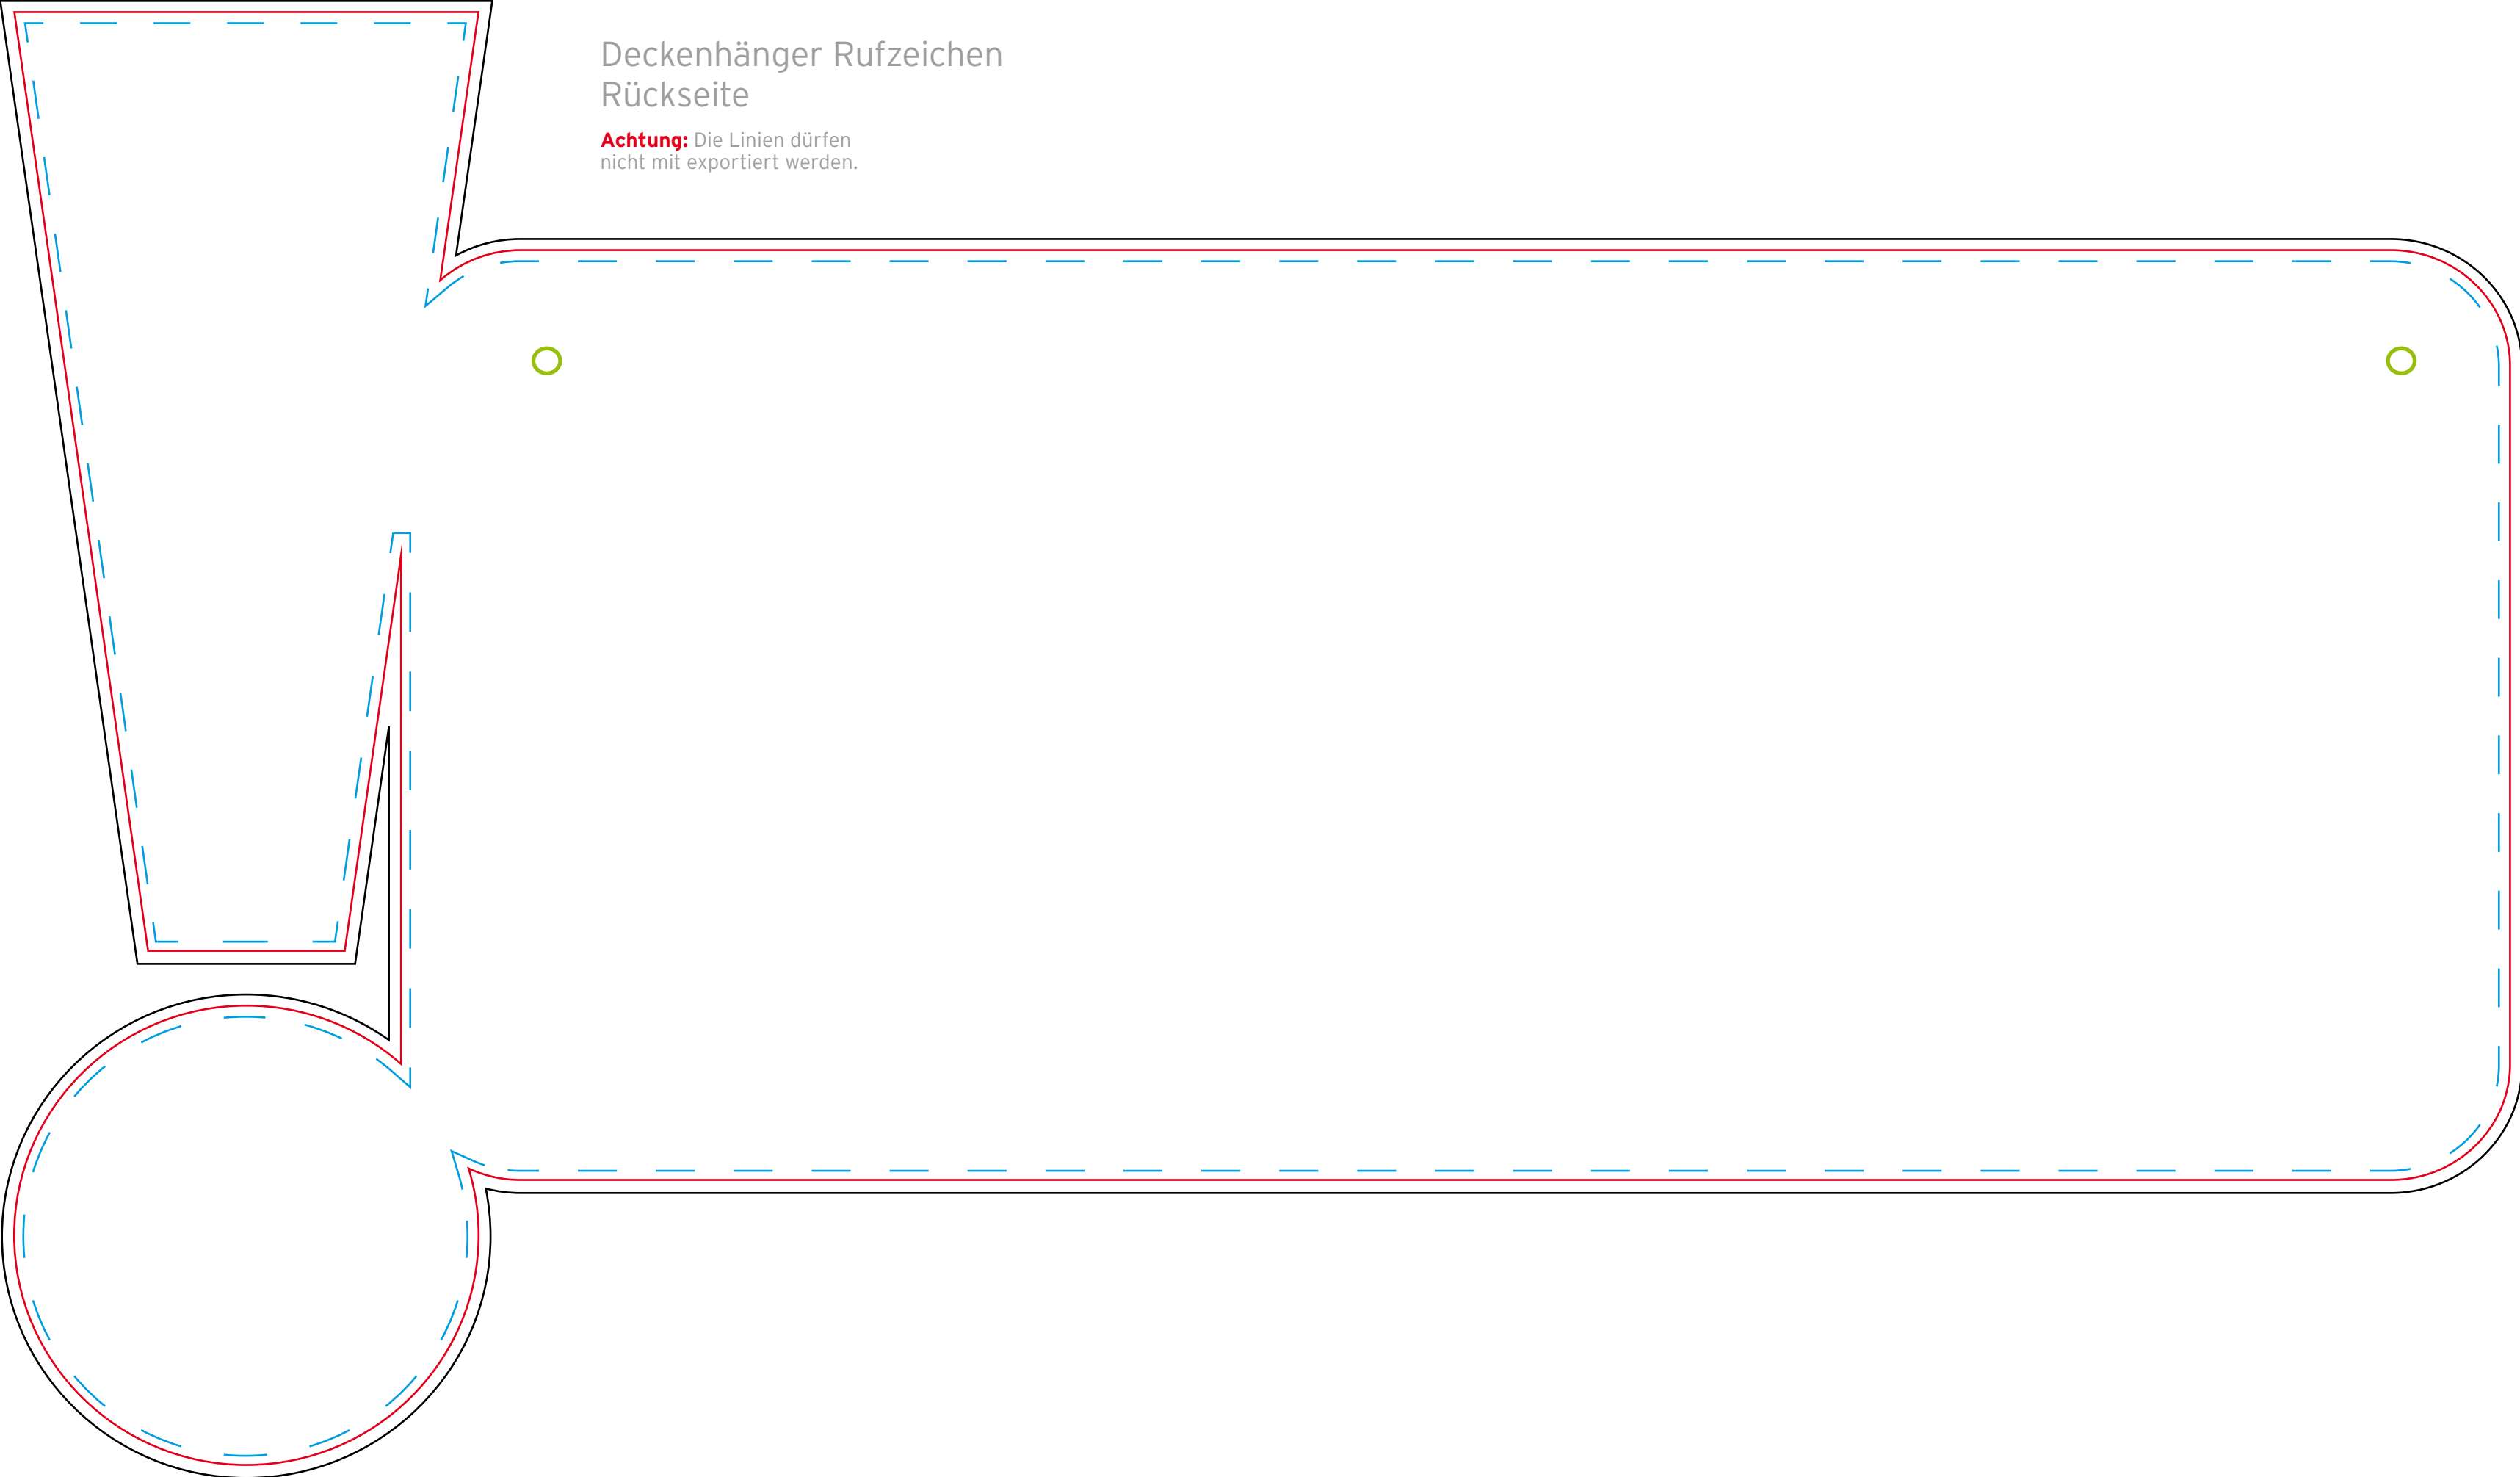 Deckenhänger Rufzeichen
Rückseite
Achtung: Die Linien dürfen
nicht mit exportiert werden.